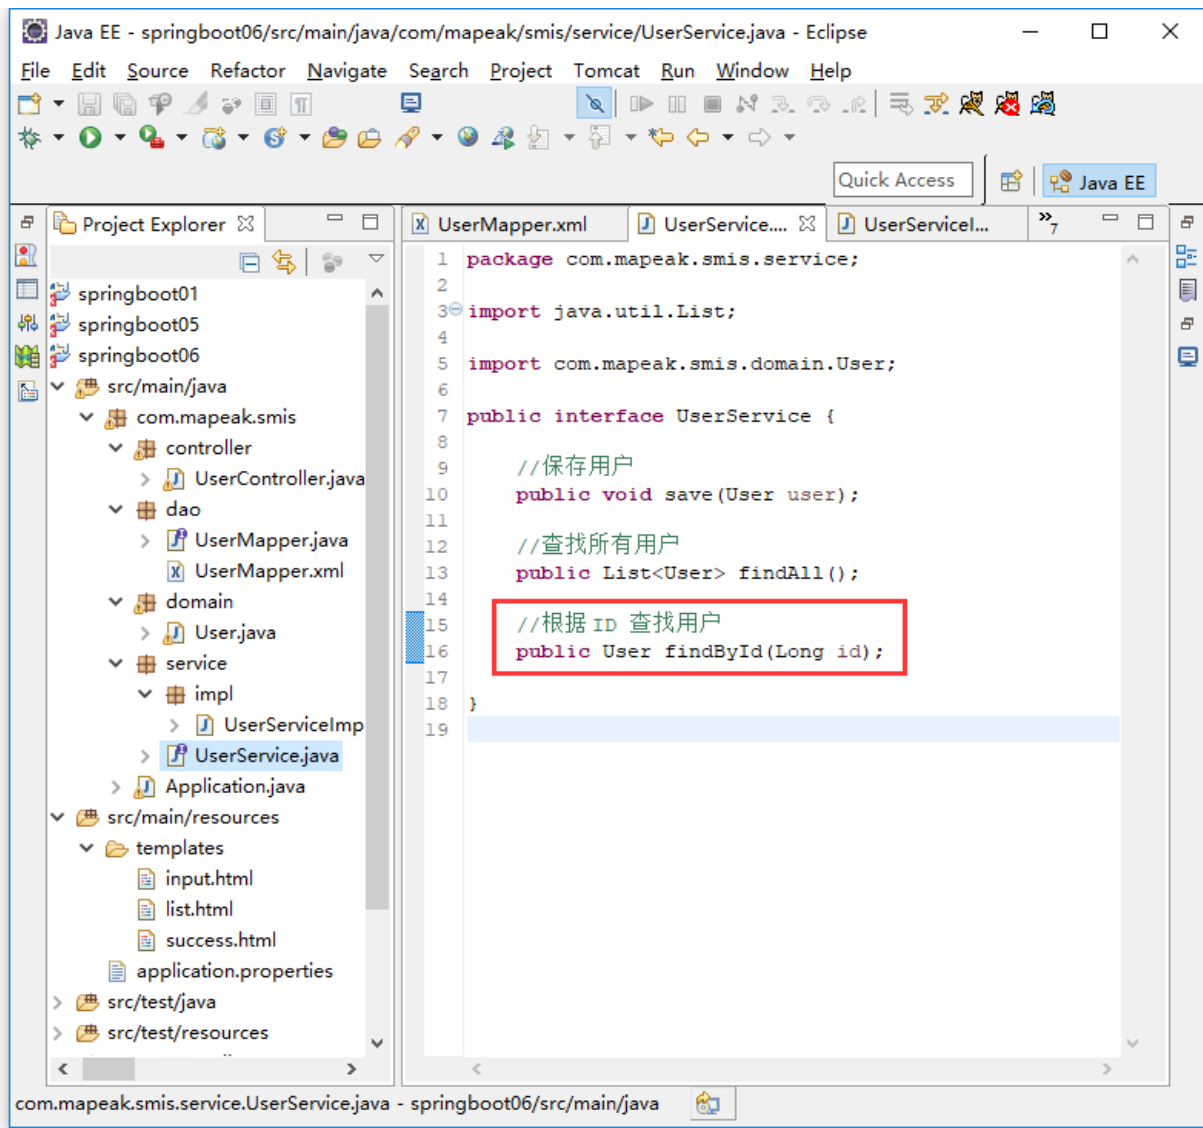 Java EE - springboot06/src/main/java/com/mapeak/smis/service/UserService.java - Eclipse
File Edit Source Refactor Navigate Search Project Tomcat Run Window Help
Quick Access
Java EE
Project Explorer
springboot01
springboot05
springboot06
src/main/java
com.mapeak.smis
controller
UserController.java
dao
UserMapper.java
UserMapper.xml
domain
User.java
service
impl
UserServiceImp
UserService.java
Application.java
src/main/resources
templates
input.html
list.html
success.html
application.properties
src/test/java
src/test/resources
UserMapper.xml UserService.... UserServiceI... »7
1 package com.mapeak.smis.service;
2
3 import java.util.List;
4
5 import com.mapeak.smis.domain.User;
6
7 public interface UserService {
8
9 //保存用户
10 public void save(User user);
11
12 //查找所有用户
13 public List<User> findAll();
14
15 //根据 ID 查找用户
16 public User findById(Long id);
17
18 }
19
com.mapeak.smis.service.UserService.java - springboot06/src/main/java